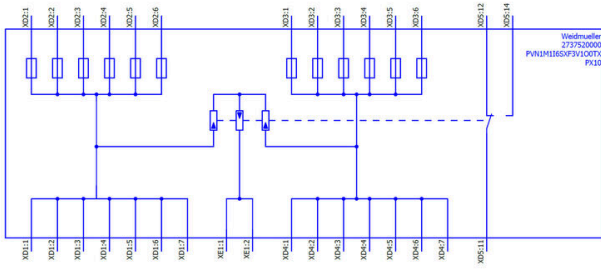 XD2:1
XD2:2
XD2:3
XD2:4
XD2:5
XD2:6
XD3:1
XD3:2
XD3:3
XD3:4
XD3:5
XD3:6
XD5:12
XD5:14
Weidmueller
2737520000
PVN1M1I6SXF3V1O0TX
PX10
XD1:1
XD1:2
XD1:3
XD1:4
XD1:5
XD1:6
XD1:7
XE1:1
XE1:2
XD4:1
XD4:2
XD4:3
XD4:4
XD4:5
XD4:6
XD4:7
XD5:11